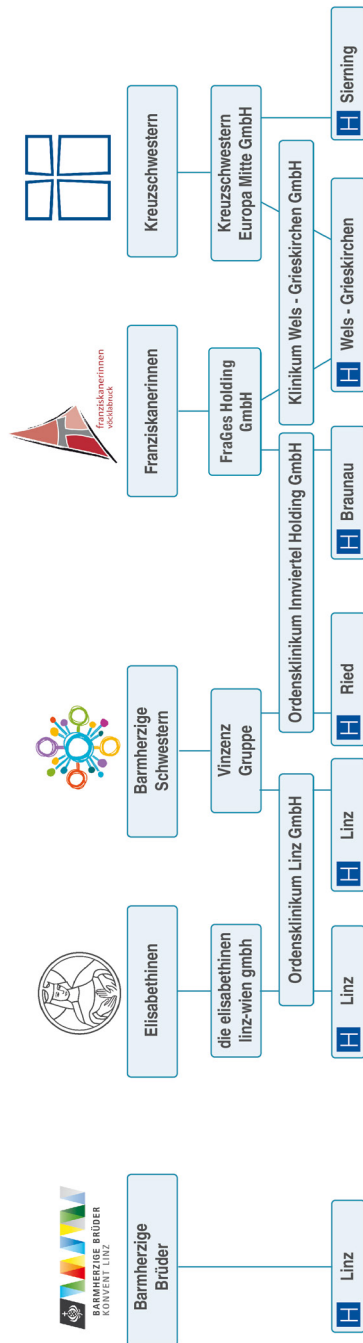 BARMHERZIGE BRÜDER
KONVENT LINZ
franziskanerinnen
vöcklabruck
Barmherzige
Brüder
Elisabethinen
Barmherzige
Schwestern
Franziskanerinnen
Kreuzschwestern
die elisabethinen
linz-wien gmbh
Vinzenz
Gruppe
FraGes Holding
GmbH
Kreuzschwestern
Europa Mitte GmbH
Ordensklinikum Linz GmbH
Ordensklinikum Innviertel Holding GmbH
Klinikum Wels - Grieskirchen GmbH
H Linz
H Linz
H Linz
H Ried
H Braunau
H Wels - Grieskirchen
H Sierning